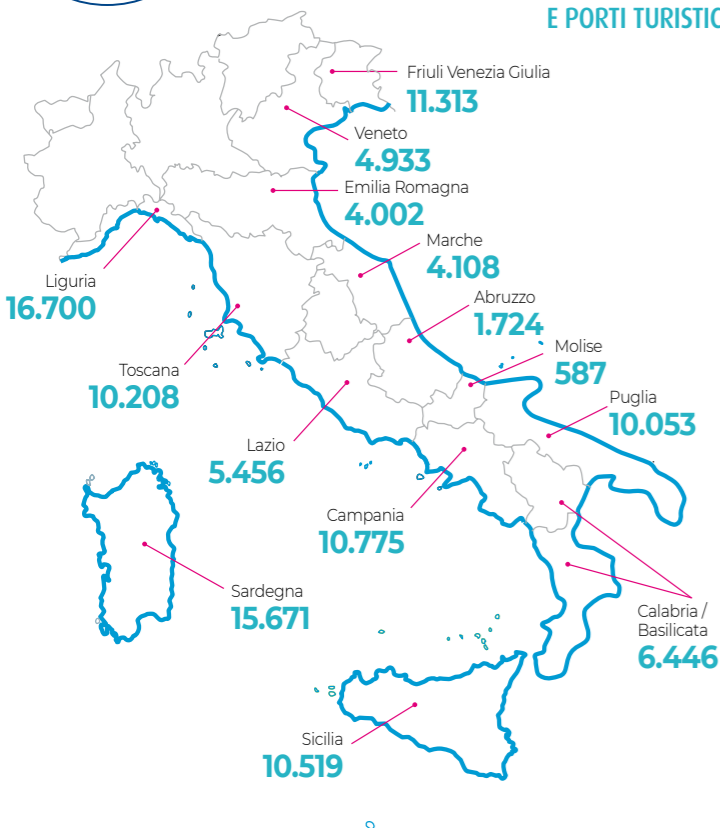 E PORTI TURISTIC
Friuli Venezia Giulia
11.313
Veneto
4.933
Emilia Romagna
4.002
Marche
4.108
Liguria
16.700
Abruzzo
1.724
Molise
587
Toscana
10.208
Puglia
10.053
Lazio
5.456
Campania
10.775
Sardegna
15.671
Calabria /
Basilicata
6.446
Sicilia
10.519